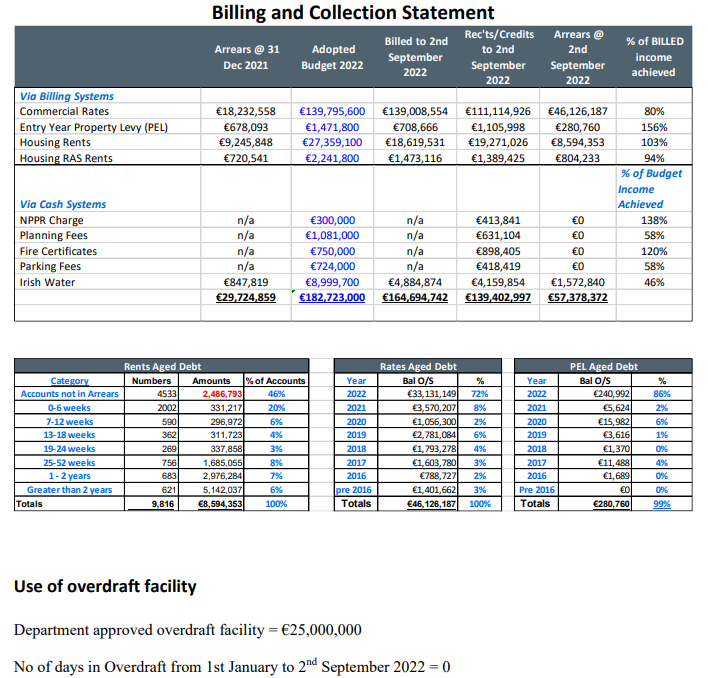 Billing and Collection Statement
Arrears @ 31 Dec 2021 Adopted Budget 2022 Billed to 2nd September 2022 Rec'ts/Credits to 2nd September 2022 Arrears @ 2nd September 2022 % of BILLED income achieved
Via Billing Systems
Commercial Rates €18,232,558 €139,795,600 €139,008,554 €111,114,926 €46,126,187 80%
Entry Year Property Levy (PEL) €678,093 €1,471,800 €708,666 €1,105,998 €280,760 156%
Housing Rents €9,245,848 €27,359,100 €18,619,531 €19,271,026 €8,594,353 103%
Housing RAS Rents €720,541 €2,241,800 €1,473,116 €1,389,425 €804,233 94%
Via Cash Systems % of Budget Income Achieved
NPPR Charge n/a €300,000 n/a €413,841 €0 138%
Planning Fees n/a €1,081,000 n/a €631,104 €0 58%
Fire Certificates n/a €750,000 n/a €898,405 €0 120%
Parking Fees n/a €724,000 n/a €418,419 €0 58%
Irish Water €847,819 €8,999,700 €4,884,874 €4,159,854 €1,572,840 46%
€29,724,859 €182,723,000 €164,694,742 €139,402,997 €57,378,372
Rents Aged Debt
Category Numbers Amounts % of Accounts
Accounts not in Arrears 4533 2,486,793 46%
0-6 weeks 2002 331,217 20%
7-12 weeks 590 296,972 6%
13-18 weeks 362 311,723 4%
19-24 weeks 269 337,858 3%
25-52 weeks 756 1,685,055 8%
1 - 2 years 683 2,976,284 7%
Greater than 2 years 621 5,142,037 6%
Totals 9,816 €8,594,353 100%
Rates Aged Debt
Year Bal O/S %
2022 €33,131,149 72%
2021 €3,570,207 8%
2020 €1,056,300 2%
2019 €2,781,084 6%
2018 €1,793,278 4%
2017 €1,603,780 3%
2016 €788,727 2%
pre 2016 €1,401,662 3%
Totals €46,126,187 100%
PEL Aged Debt
Year Bal O/S %
2022 €240,992 86%
2021 €5,624 2%
2020 €15,982 6%
2019 €3,616 1%
2018 €1,370 0%
2017 €11,488 4%
2016 €1,689 0%
Pre 2016 €0 0%
Totals €280,760 99%
Use of overdraft facility
Department approved overdraft facility = €25,000,000
No of days in Overdraft from 1st January to 2nd September 2022 = 0